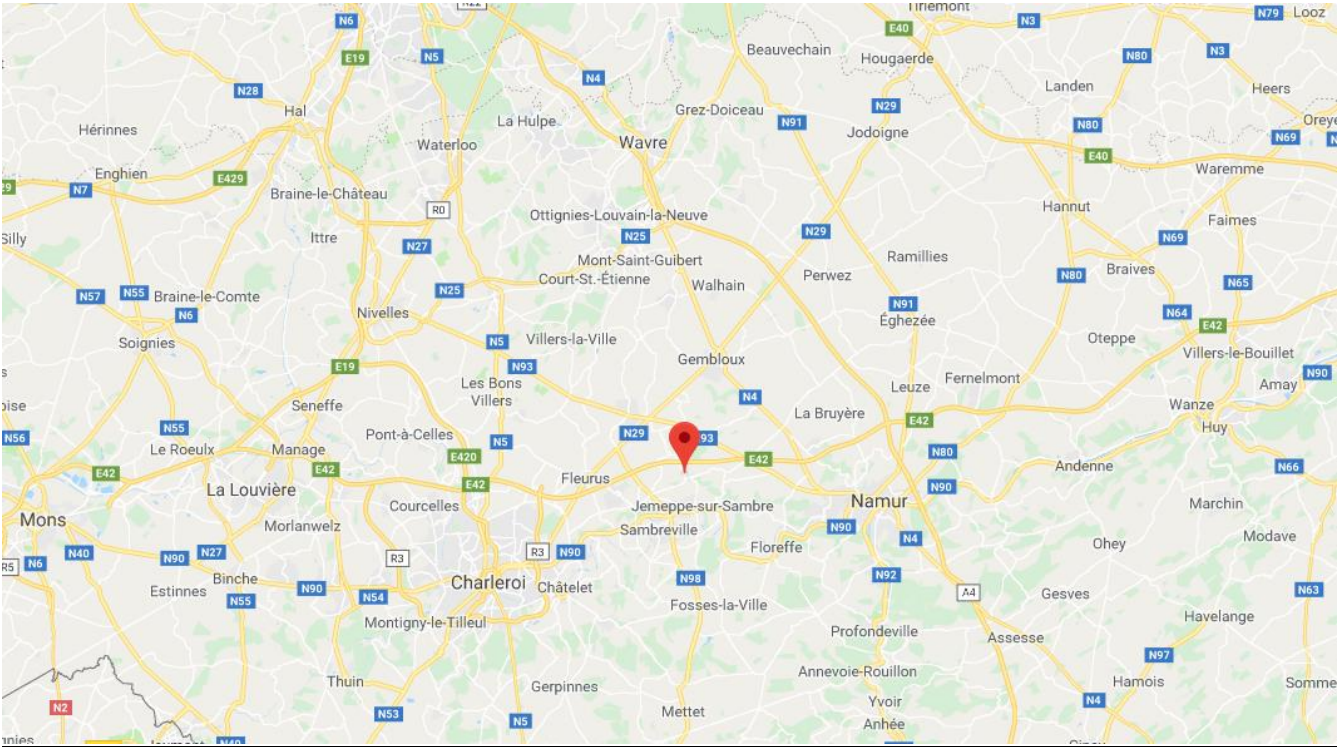 N22
Tirlemont
N79 Looz
N6
N3
E40
E19
N5
Beauvechain
Hougaerde
N80
N3
N4
N28
Landen
Heers
Hal
La Hulpe
Grez-Doiceau
N29
Hérinnes
N91
Jodoigne
N80
Waterloo
Wavre
N69
E40
Enghien
E429
Waremme
N7
Braine-le-Château
R0
Ottignies-Louvain-la-Neuve
Hannut
Faimes
Silly
Ittre
N27
N25
N29
N69
Mont-Saint-Guibert
Ramillies
Court-St.-Étienne
Walhain
Perwez
N80
Braives
N65
N57
N55
Braine-le-Comte
N25
N91
N6
Nivelles
Éghezée
N64
E42
Soignies
N5
Villers-la-Ville
Oteppe
Villers-le-Bouillet
E19
N93
Gembloux
N90
Les Bons
Villers
Leuze
Fernelmont
Amay
N4
Seneffe
La Bruyère
Wanze
N55
Pont-à-Celles
N29
E42
Huy
N56
N5
Le Roeulx
Manage
E420
E42
N80
E42
E42
E42
Fleurus
N90
Andenne
N66
La Louvière
Courcelles
Jemeppe-sur-Sambre
Namur
Marchin
Mons
Morlanwelz
Sambreville
N90
N4
Modave
N40
N90
N27
R3
R3
N90
Floreffe
Ohey
R5
N6
Binche
Charleroi
Châtelet
N98
N92
Estinnes
N55
N90
N54
A4
Gesves
N63
Fosses-la-Ville
Montigny-le-Tilleul
Profondeville
Assesse
Havelange
N97
Annevoie-Rouillon
Thuin
Gerpinnes
Hamois
N2
N53
N5
Mettet
Yvoir
N4
Anhée